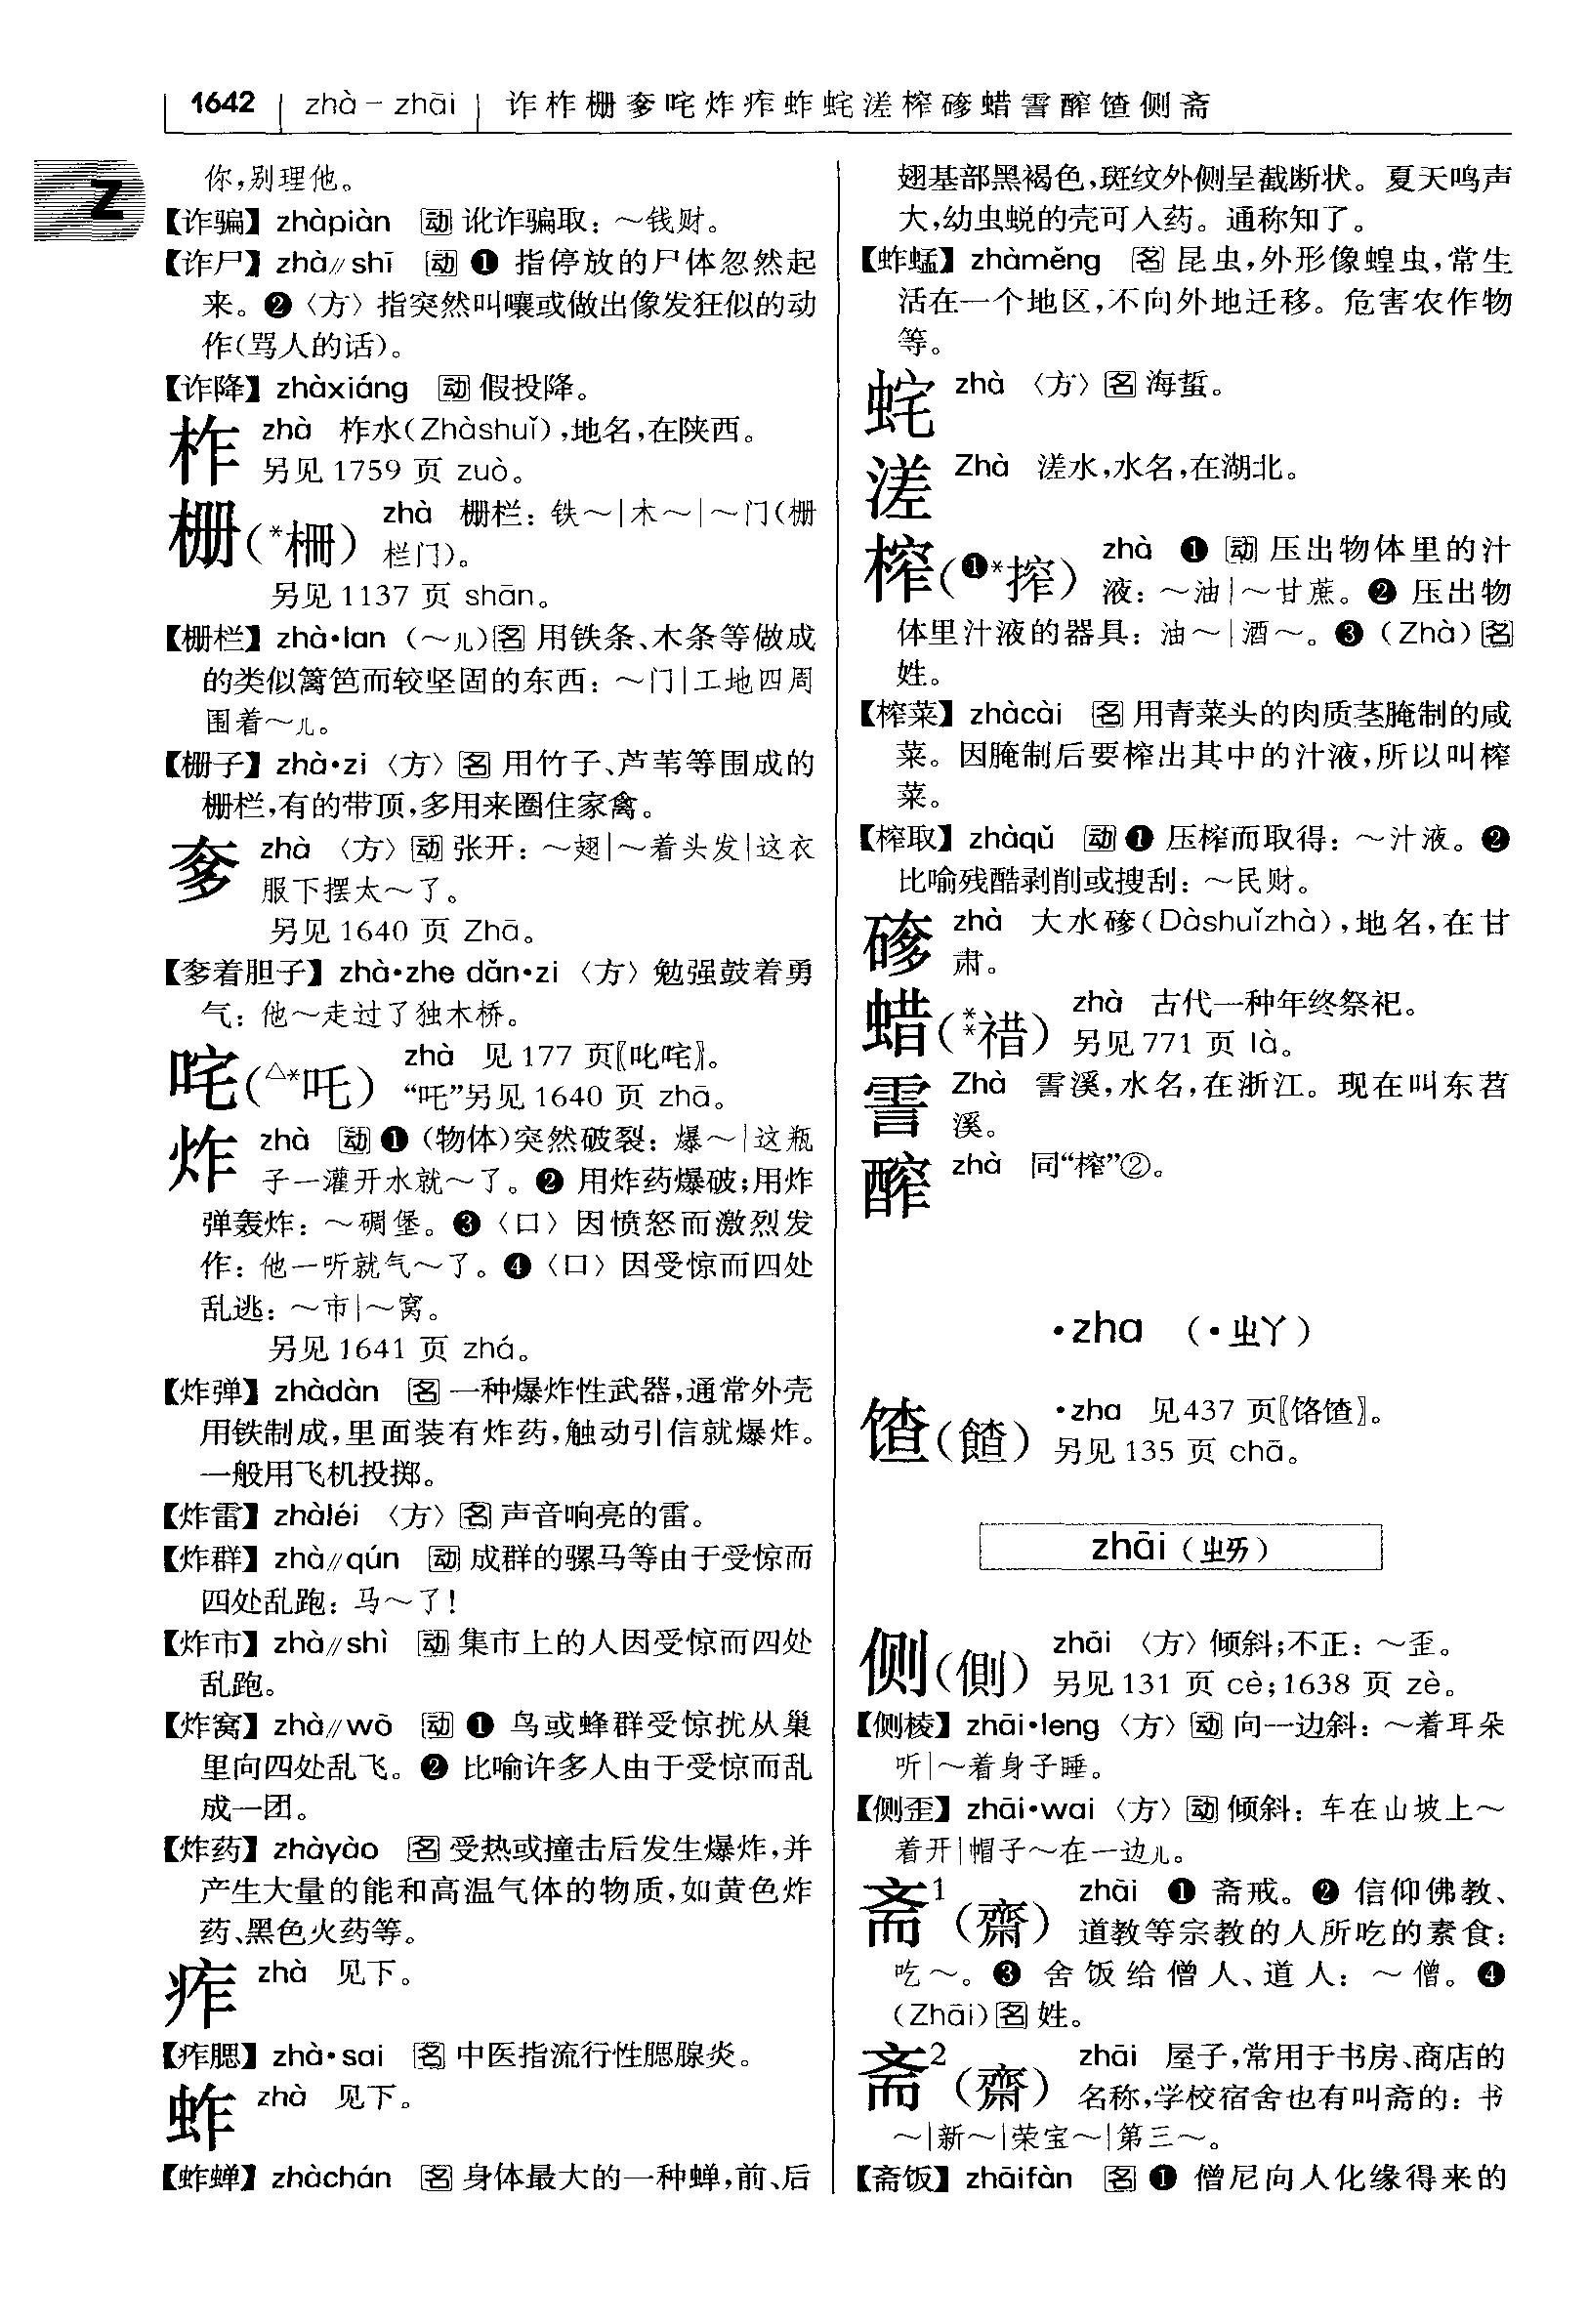 1642 zhà – zhāi 诈柞栅奓咤炸痄蚱蛇溠榨磜蜡霅醡馇侧斋
Z
你,别理他。
【诈骗】zhàpiàn 动 讹诈骗取：～钱财。
【诈尸】zhà∥shī 动 ❶ 指停放的尸体忽然起
来。❷〈方〉指突然叫嚷或做出像发狂似的动
作(骂人的话)。
【诈降】zhàxiáng 动 假投降。
柞 zhà 柞水(Zhàshuǐ),地名,在陕西。
另见 1759 页 zuò。
栅(*柵) zhà 栅栏：铁～|木～|～门(栅
栏门)。
另见 1137 页 shān。
【栅栏】zhà•lan (～儿)名 用铁条、木条等做成
的类似篱笆而较坚固的东西：～门|工地四周
围着～儿。
【栅子】zhà•zi〈方〉名 用竹子、芦苇等围成的
栅栏,有的带顶,多用来圈住家禽。
奓 zhà〈方〉动 张开：～翅|～着头发|这衣
服下摆太～了。
另见 1640 页 Zhā。
【奓着胆子】zhà•zhe dǎn•zi〈方〉勉强鼓着勇
气：他～走过了独木桥。
咤(△*吒) zhà 见 177 页〖叱咤〗。
“吒”另见 1640 页 zhā。
炸 zhà 动 ❶ (物体)突然破裂：爆～|这瓶
子一灌开水就～了。❷ 用炸药爆破;用炸
弹轰炸：～碉堡。❸〈口〉因愤怒而激烈发
作：他一听就气～了。❹〈口〉因受惊而四处
乱逃：～市|～窝。
另见 1641 页 zhá。
【炸弹】zhàdàn 名 一种爆炸性武器,通常外壳
用铁制成,里面装有炸药,触动引信就爆炸。
一般用飞机投掷。
【炸雷】zhàléi〈方〉名 声音响亮的雷。
【炸群】zhà∥qún 动 成群的骡马等由于受惊而
四处乱跑：马～了！
【炸市】zhà∥shì 动 集市上的人因受惊而四处
乱跑。
【炸窝】zhà∥wō 动 ❶ 鸟或蜂群受惊扰从巢
里向四处乱飞。❷ 比喻许多人由于受惊而乱
成一团。
【炸药】zhàyào 名 受热或撞击后发生爆炸,并
产生大量的能和高温气体的物质,如黄色炸
药、黑色火药等。
痄 zhà 见下。
【痄腮】zhà•sai 名 中医指流行性腮腺炎。
蚱 zhà 见下。
【蚱蝉】zhàchán 名 身体最大的一种蝉,前、后
翅基部黑褐色,斑纹外侧呈截断状。夏天鸣声
大,幼虫蜕的壳可入药。通称知了。
【蚱蜢】zhàměng 名 昆虫,外形像蝗虫,常生
活在一个地区,不向外地迁移。危害农作物
等。
𧊅 zhà〈方〉名 海蜇。
溠 Zhà 溠水,水名,在湖北。
榨(❶*搾) zhà ❶ 动 压出物体里的汁
液：～油|～甘蔗。❷ 压出物
体里汁液的器具：油～|酒～。❸ (Zhà) 名
姓。
【榨菜】zhàcài 名 用青菜头的肉质茎腌制的咸
菜。因腌制后要榨出其中的汁液,所以叫榨
菜。
【榨取】zhàqǔ 动 ❶ 压榨而取得：～汁液。❷
比喻残酷剥削或搜刮：～民财。
䃎 zhà 大水䃎(Dàshuǐzhà),地名,在甘
肃。
蜡(**䄍) zhà 古代一种年终祭祀。
另见 771 页 là。
霅 Zhà 霅溪,水名,在浙江。现在叫东苕
溪。
醡 zhà 同“榨”②。
•zha (•ㄓㄚ)
馇(餷) •zha 见 437 页〖饹馇〗。
另见 135 页 chā。
zhāi (ㄓㄞ)
侧(側) zhāi〈方〉倾斜;不正：～歪。
另见 131 页 cè;1638 页 zè。
【侧棱】zhāi•leng〈方〉动 向一边斜：～着耳朵
听|～着身子睡。
【侧歪】zhāi•wai〈方〉动 倾斜：车在山坡上～
着开|帽子～在一边儿。
斋1(齋) zhāi ❶ 斋戒。❷ 信仰佛教、
道教等宗教的人所吃的素食：
吃～。❸ 舍饭给僧人、道人：～僧。❹
(Zhāi) 名 姓。
斋2(齋) zhāi 屋子,常用于书房、商店的
名称,学校宿舍也有叫斋的：书
～|新～|荣宝～|第三～。
【斋饭】zhāifàn 名 ❶ 僧尼向人化缘得来的